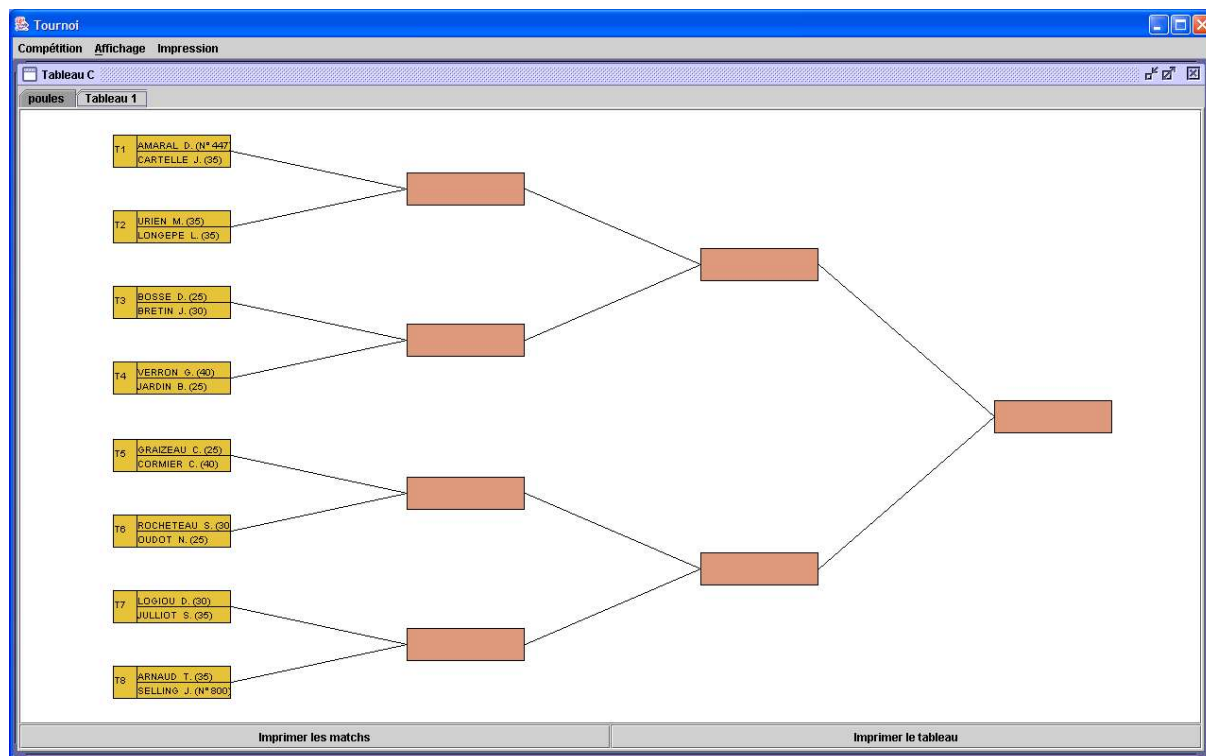 Tournoi
Compétition Affichage Impression
Tableau C
poules Tableau 1
T1 AMARAL D. (N° 447)
CARTELLE J. (35)
T2 URIEN M. (35)
LONGEPE L. (35)
T3 BOSSE D. (25)
BRETIN J. (30)
T4 VERRON G. (40)
JARDIN B. (25)
T5 GRAIZEAU C. (25)
CORMIER C. (40)
T6 ROCHETEAU S. (30
OUDOT N. (25)
T7 LOGIOU D. (30)
JULLIOT S. (35)
T8 ARNAUD T. (35)
SELLING J. (N° 800)
Imprimer les matchs Imprimer le tableau